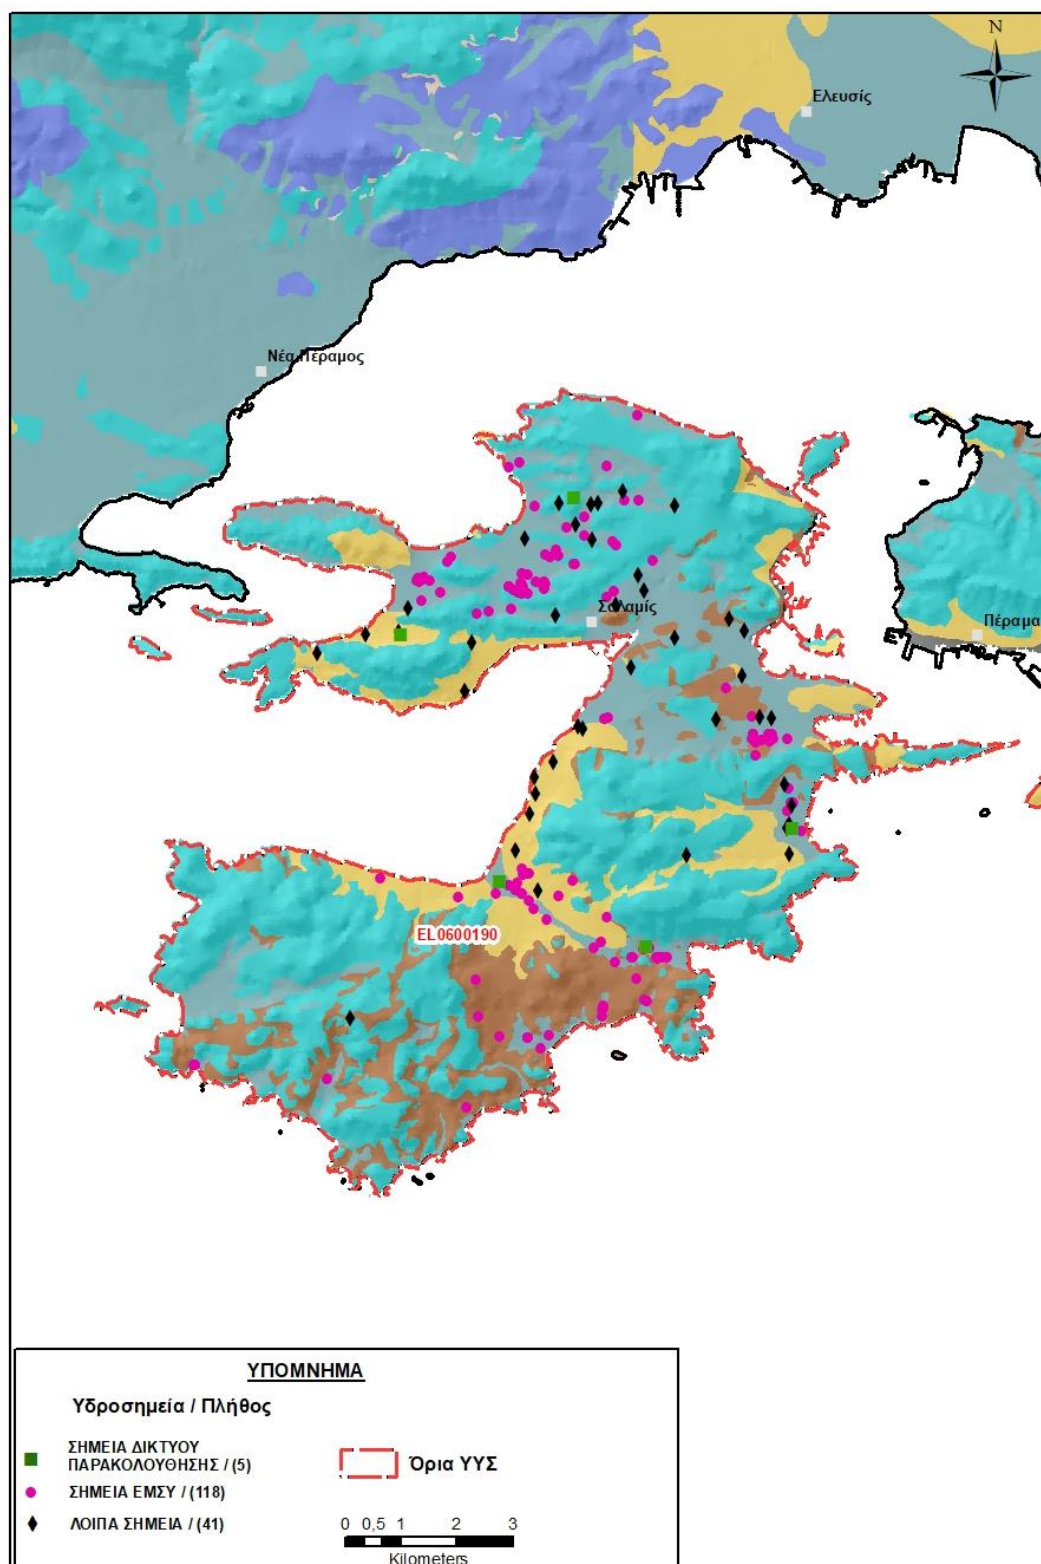 N
Ελευσίς
Νέα Πέραμος
Σαλαμίς
Πέραμα
EL0600190
ΥΠΟΜΝΗΜΑ
Υδροσημεία / Πλήθος
ΣΗΜΕΙΑ ΔΙΚΤΥΟΥ
ΠΑΡΑΚΟΛΟΥΘΗΣΗΣ / (5)
Όρια ΥΥΣ
ΣΗΜΕΙΑ ΕΜΣΥ / (118)
ΛΟΙΠΑ ΣΗΜΕΙΑ / (41)
0 0,5 1 2 3
Kilometers